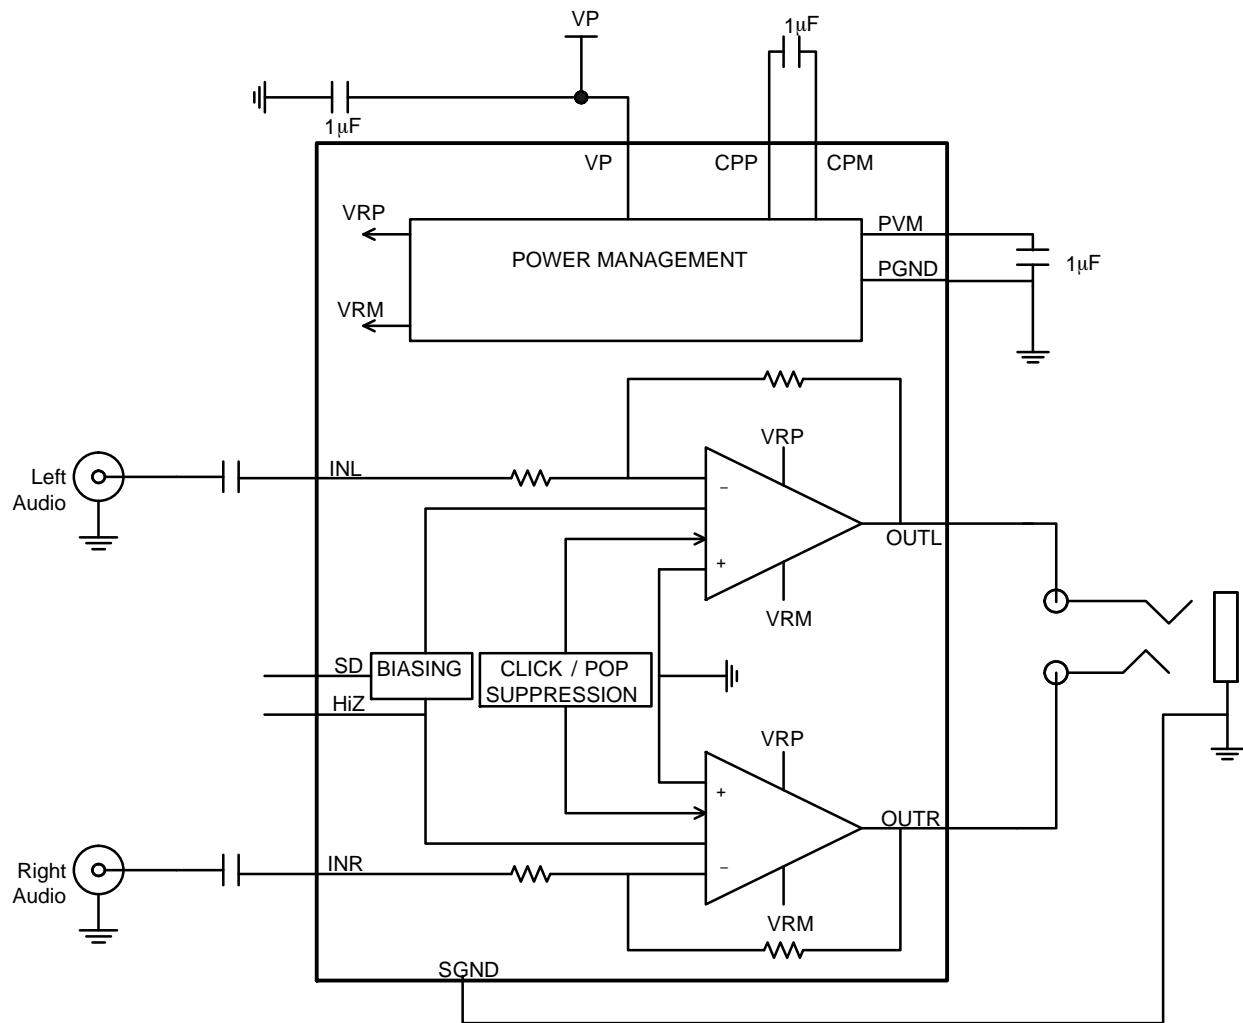 VP
1μF
1μF
VP
CPP
CPM
VRP
PVM
POWER MANAGEMENT
PGND
1μF
VRM
VRP
Left
Audio
INL
−
OUTL
+
VRM
SD
BIASING
CLICK / POP
SUPPRESSION
HiZ
VRP
+
OUTR
Right
Audio
INR
−
VRM
SGND